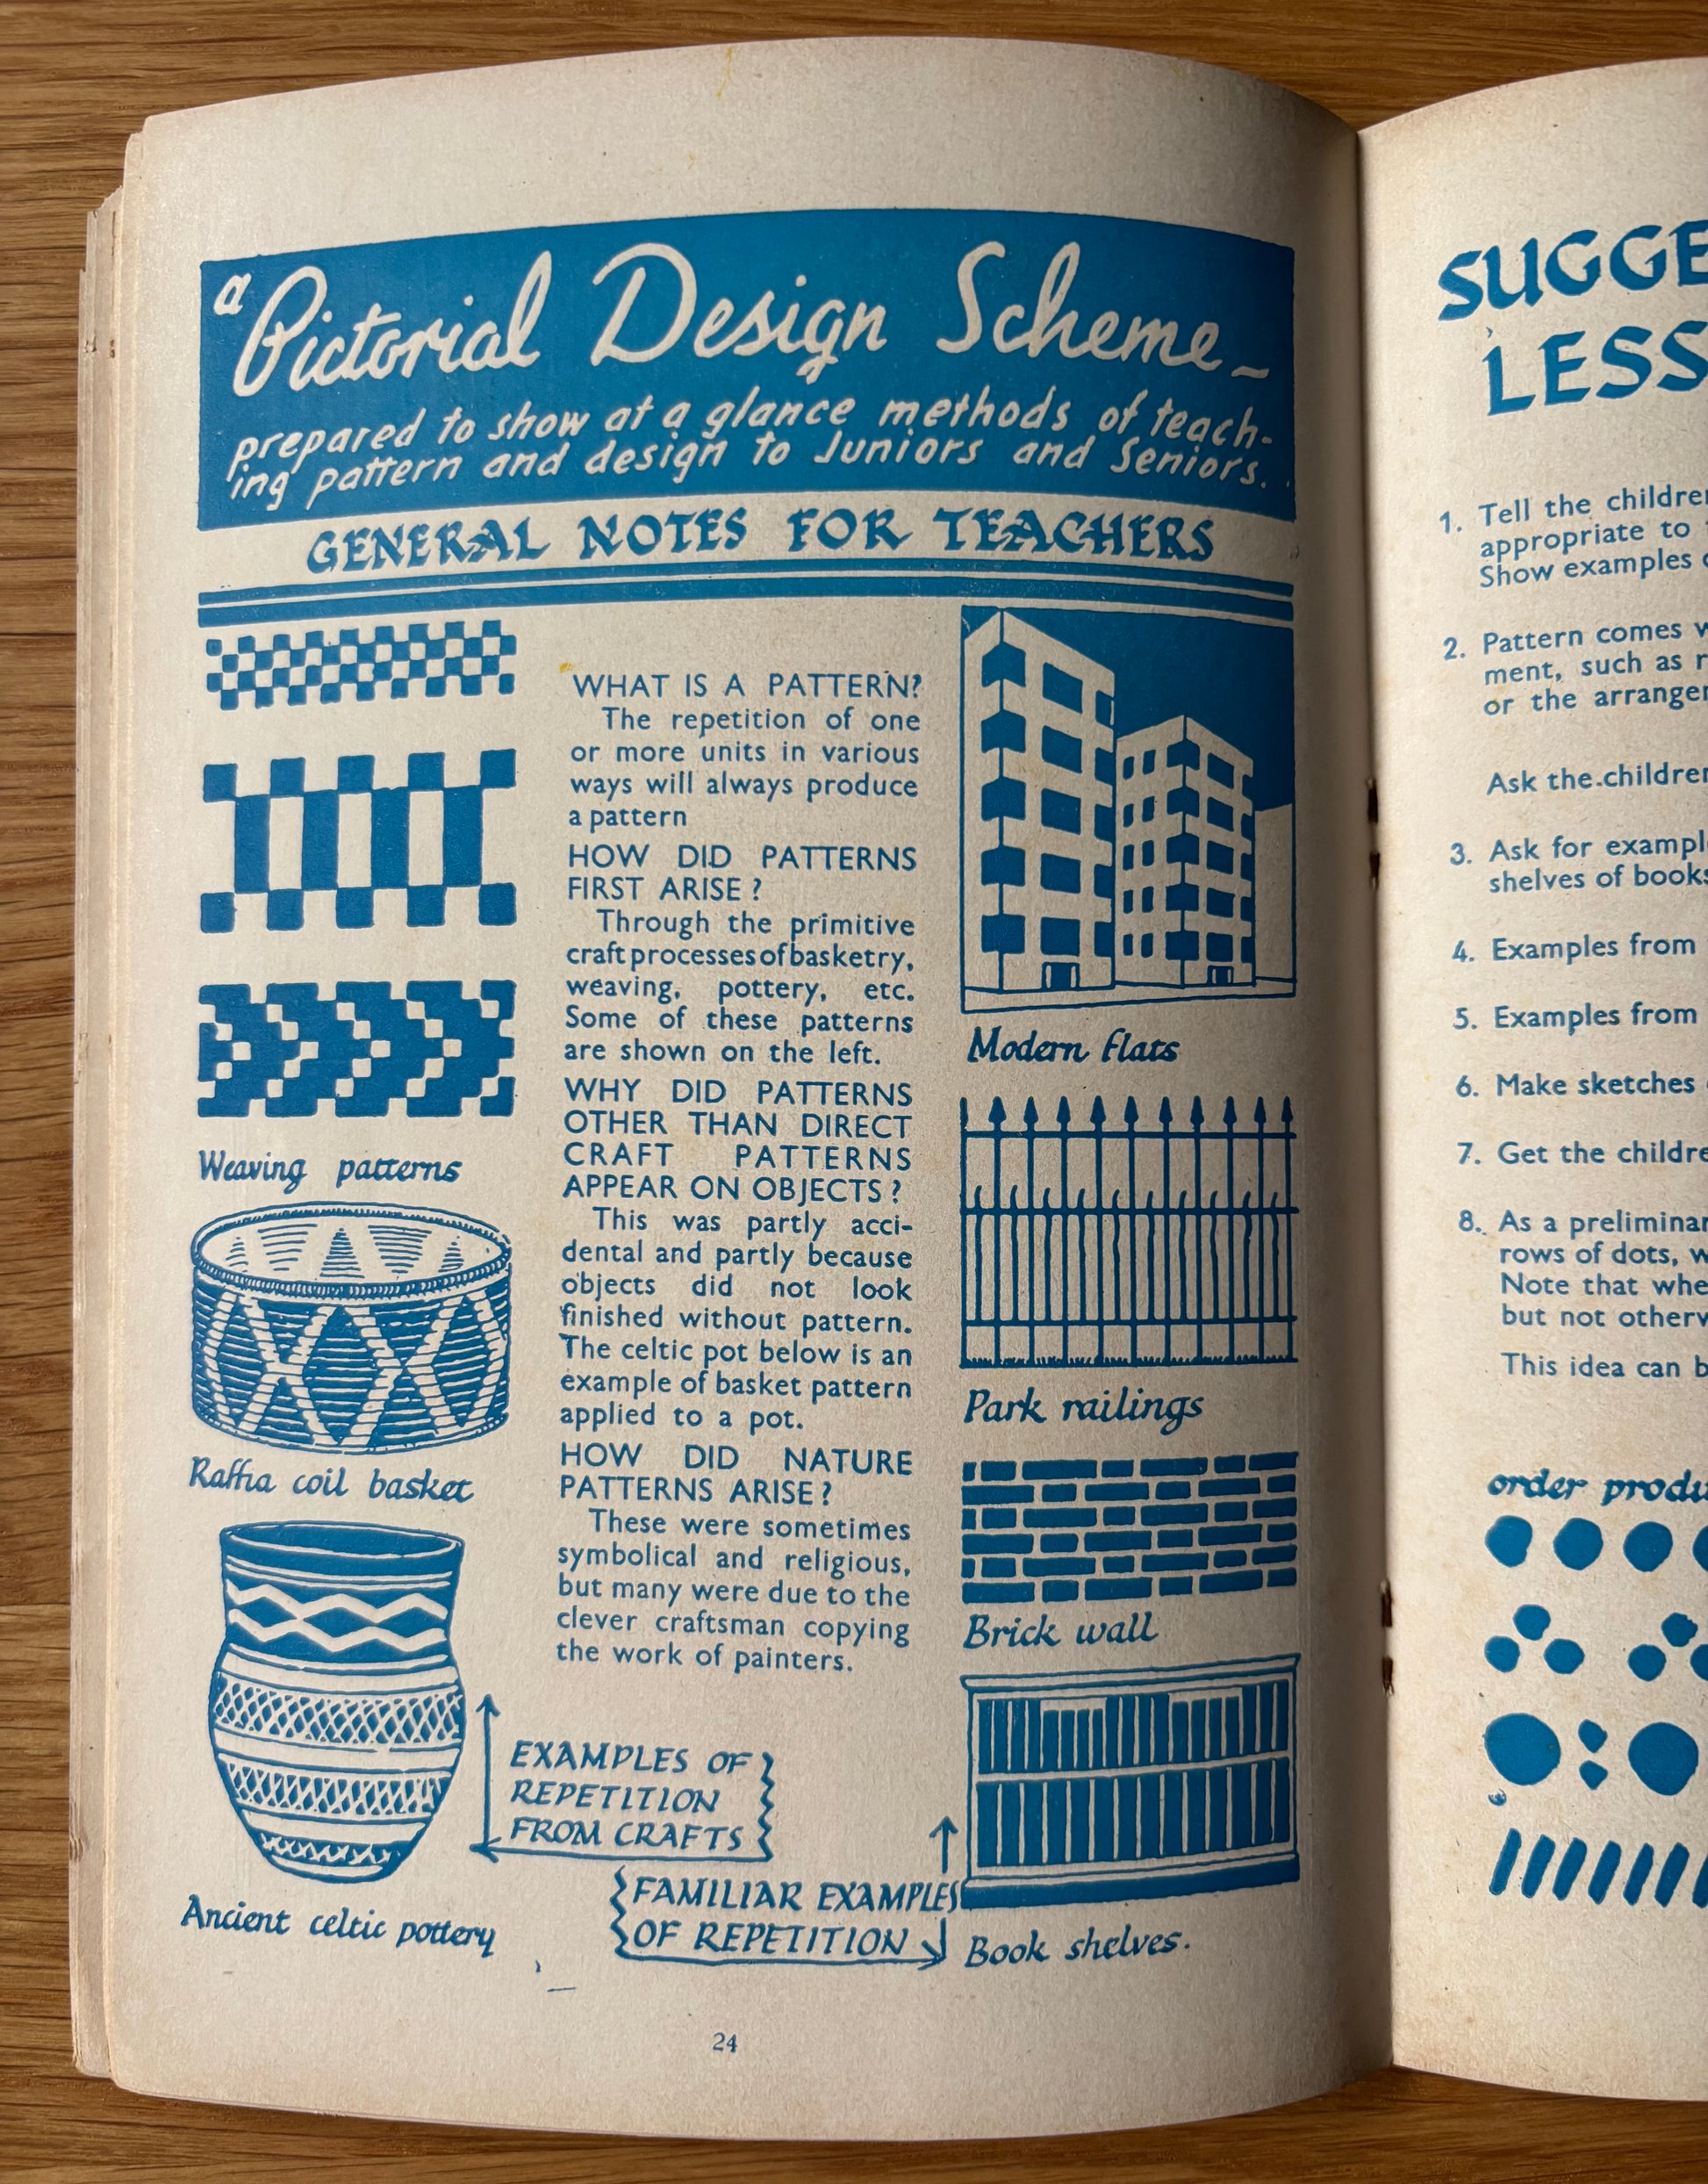 a Pictorial Design Scheme –
prepared to show at a glance methods of teach-
ing pattern and design to Juniors and Seniors.
GENERAL NOTES FOR TEACHERS
Weaving patterns
Raffia coil basket
Ancient celtic pottery
WHAT IS A PATTERN?
The repetition of one
or more units in various
ways will always produce
a pattern
HOW DID PATTERNS
FIRST ARISE?
Through the primitive
craft processes of basketry,
weaving, pottery, etc.
Some of these patterns
are shown on the left.
WHY DID PATTERNS
OTHER THAN DIRECT
CRAFT PATTERNS
APPEAR ON OBJECTS?
This was partly acci-
dental and partly because
objects did not look
finished without pattern.
The celtic pot below is an
example of basket pattern
applied to a pot.
HOW DID NATURE
PATTERNS ARISE?
These were sometimes
symbolical and religious,
but many were due to the
clever craftsman copying
the work of painters.
EXAMPLES OF
REPETITION
FROM CRAFTS
FAMILIAR EXAMPLES
OF REPETITION
Modern flats
Park railings
Brick wall
Book shelves.
24
SUGGE
LESS
1. Tell the childre
appropriate to
Show examples
2. Pattern comes
ment, such as
or the arrange
Ask the childre
3. Ask for exampl
shelves of books
4. Examples from
5. Examples from
6. Make sketches
7. Get the childre
8. As a prelimina
rows of dots, w
Note that whe
but not otherw
This idea can b
order produ